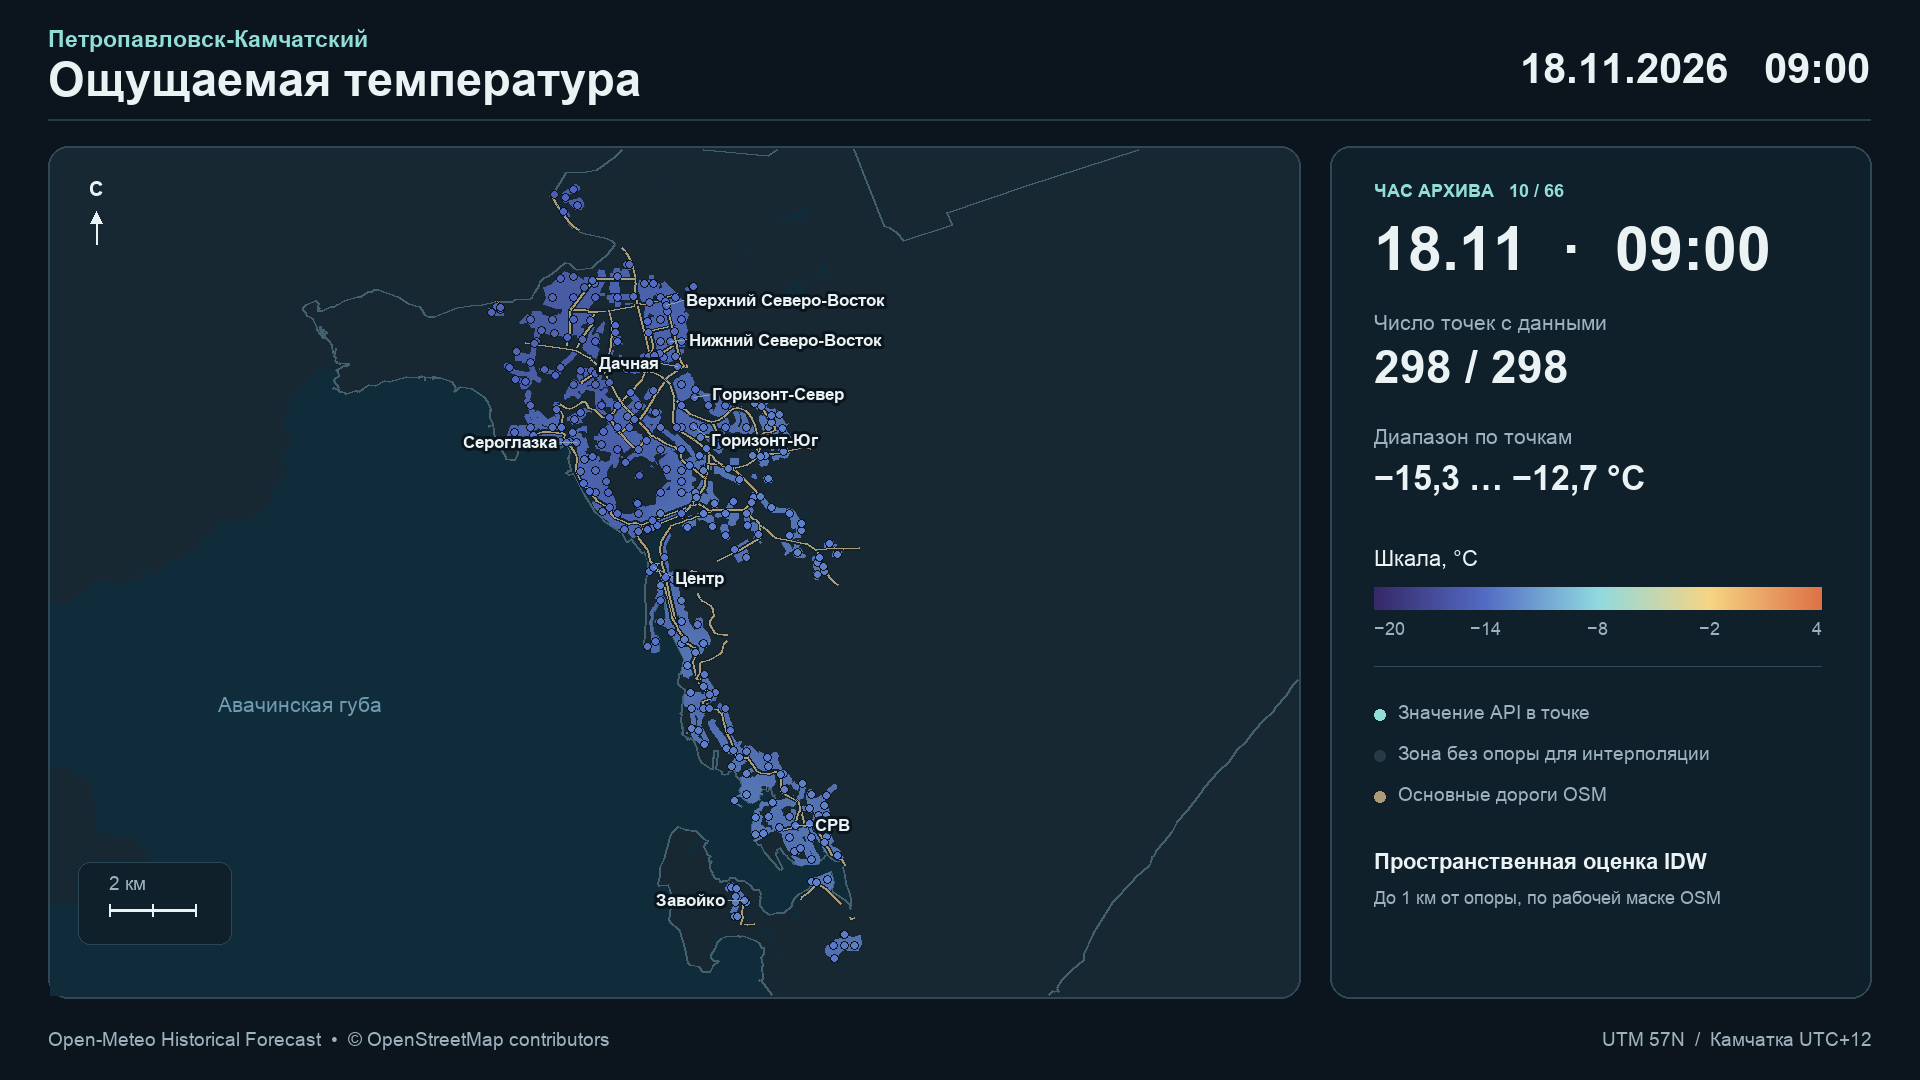 Петропавловск-Камчатский
Ощущаемая температура
18.11.2026 09:00
С
Верхний Северо-Восток
Нижний Северо-Восток
Дачная
Горизонт-Север
Горизонт-Юг
Сероглазка
Центр
Авачинская губа
СРВ
Завойко
2 км
ЧАС АРХИВА 10 / 66
18.11 · 09:00
Число точек с данными
298 / 298
Диапазон по точкам
−15,3 … −12,7 °C
Шкала, °C
−20 −14 −8 −2 4
Значение API в точке
Зона без опоры для интерполяции
Основные дороги OSM
Пространственная оценка IDW
До 1 км от опоры, по рабочей маске OSM
Open-Meteo Historical Forecast • © OpenStreetMap contributors
UTM 57N / Камчатка UTC+12